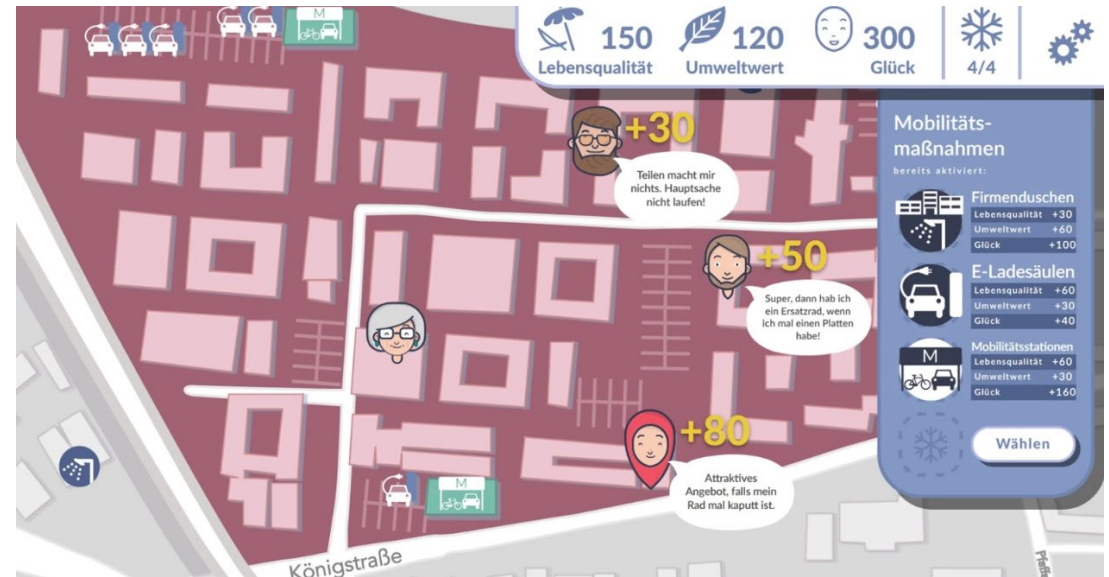 M
150
Lebensqualität
120
Umweltwert
300
Glück
4/4
+30
Teilen macht mir
nichts. Hauptsache
nicht laufen!
+50
Super, dann hab ich
ein Ersatzrad, wenn
ich mal einen Platten
habe!
+80
Attraktives
Angebot, falls mein
Rad mal kaputt ist.
M
Königstraße
Mobilitäts-
maßnahmen
bereits aktiviert:
Firmenduschen
Lebensqualität +30
Umweltwert +60
Glück +100
E-Ladesäulen
Lebensqualität +60
Umweltwert +30
Glück +40
M
Mobilitätsstationen
Lebensqualität +60
Umweltwert +30
Glück +160
Wählen